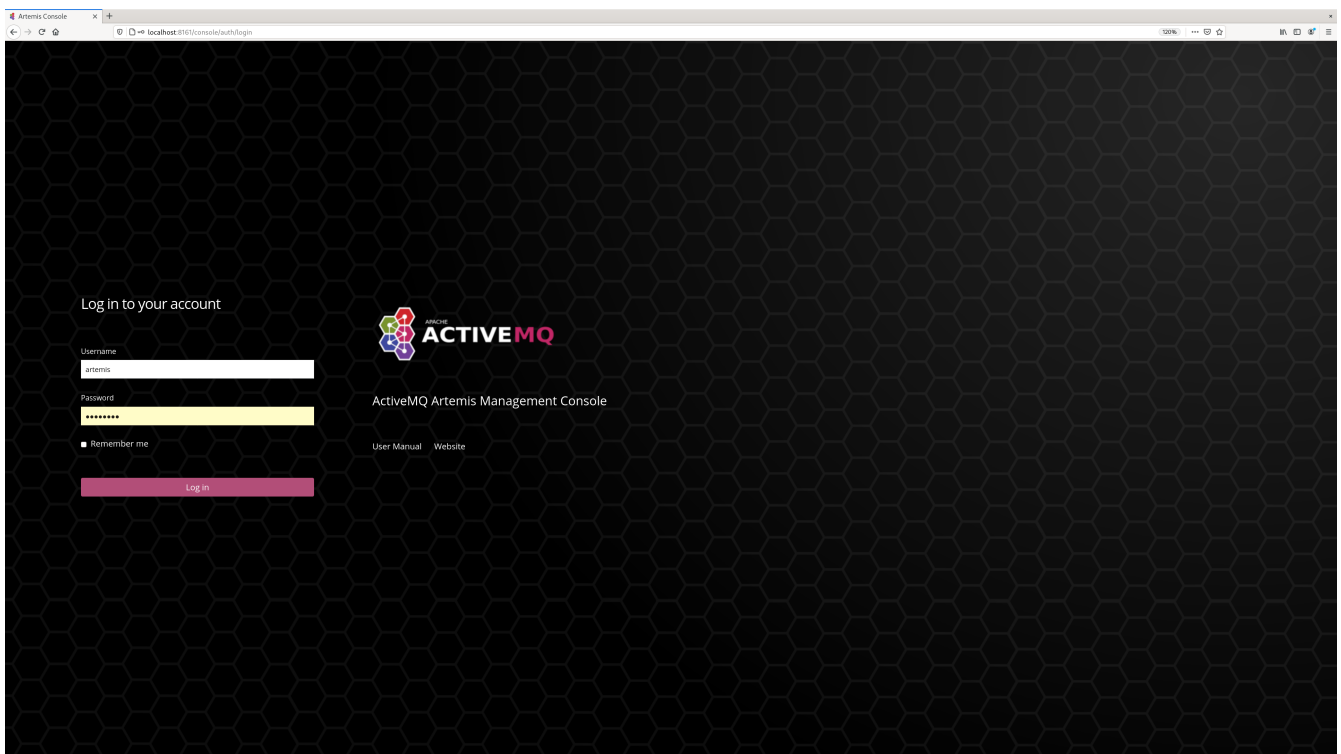 Artemis Console
localhost:8161/console/auth/login
120%
Log in to your account
Username
artemis
Password
Remember me
Log in
APACHE
ACTIVEMQ
ActiveMQ Artemis Management Console
User Manual Website